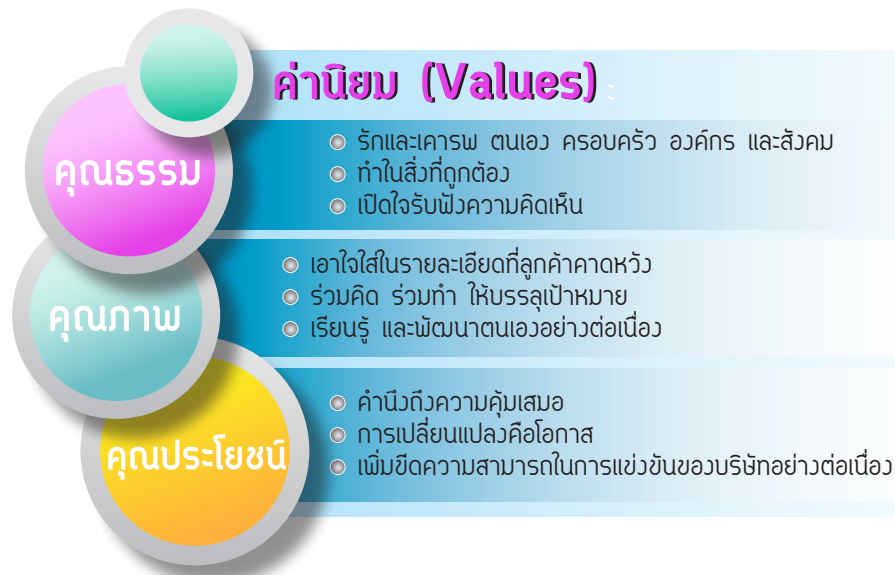 ค่านิยม (Values) :
คุณธรรม
รักและเคารพ ตนเอง ครอบครัว องค์กร และสังคม
ทำในสิ่งที่ถูกต้อง
เปิดใจรับฟังความคิดเห็น
คุณภาพ
เอาใจใส่ในรายละเอียดที่ลูกค้าคาดหวัง
ร่วมคิด ร่วมทำ ให้บรรลุเป้าหมาย
เรียนรู้ และพัฒนาตนเองอย่างต่อเนื่อง
คุณประโยชน์
คำนึงถึงความคุ้มเสมอ
การเปลี่ยนแปลงคือโอกาส
เพิ่มขีดความสามารถในการแข่งขันของบริษัทอย่างต่อเนื่อง